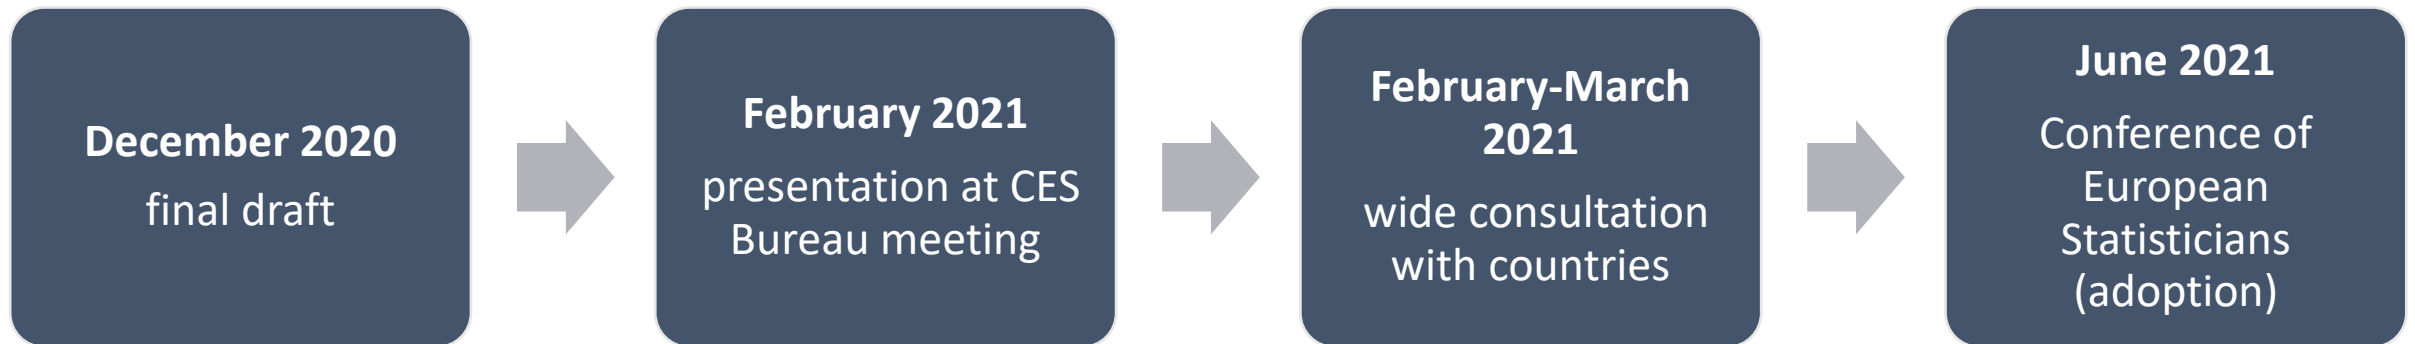 December 2020
final draft
February 2021
presentation at CES
Bureau meeting
February-March
2021
wide consultation
with countries
June 2021
Conference of
European
Statisticians
(adoption)